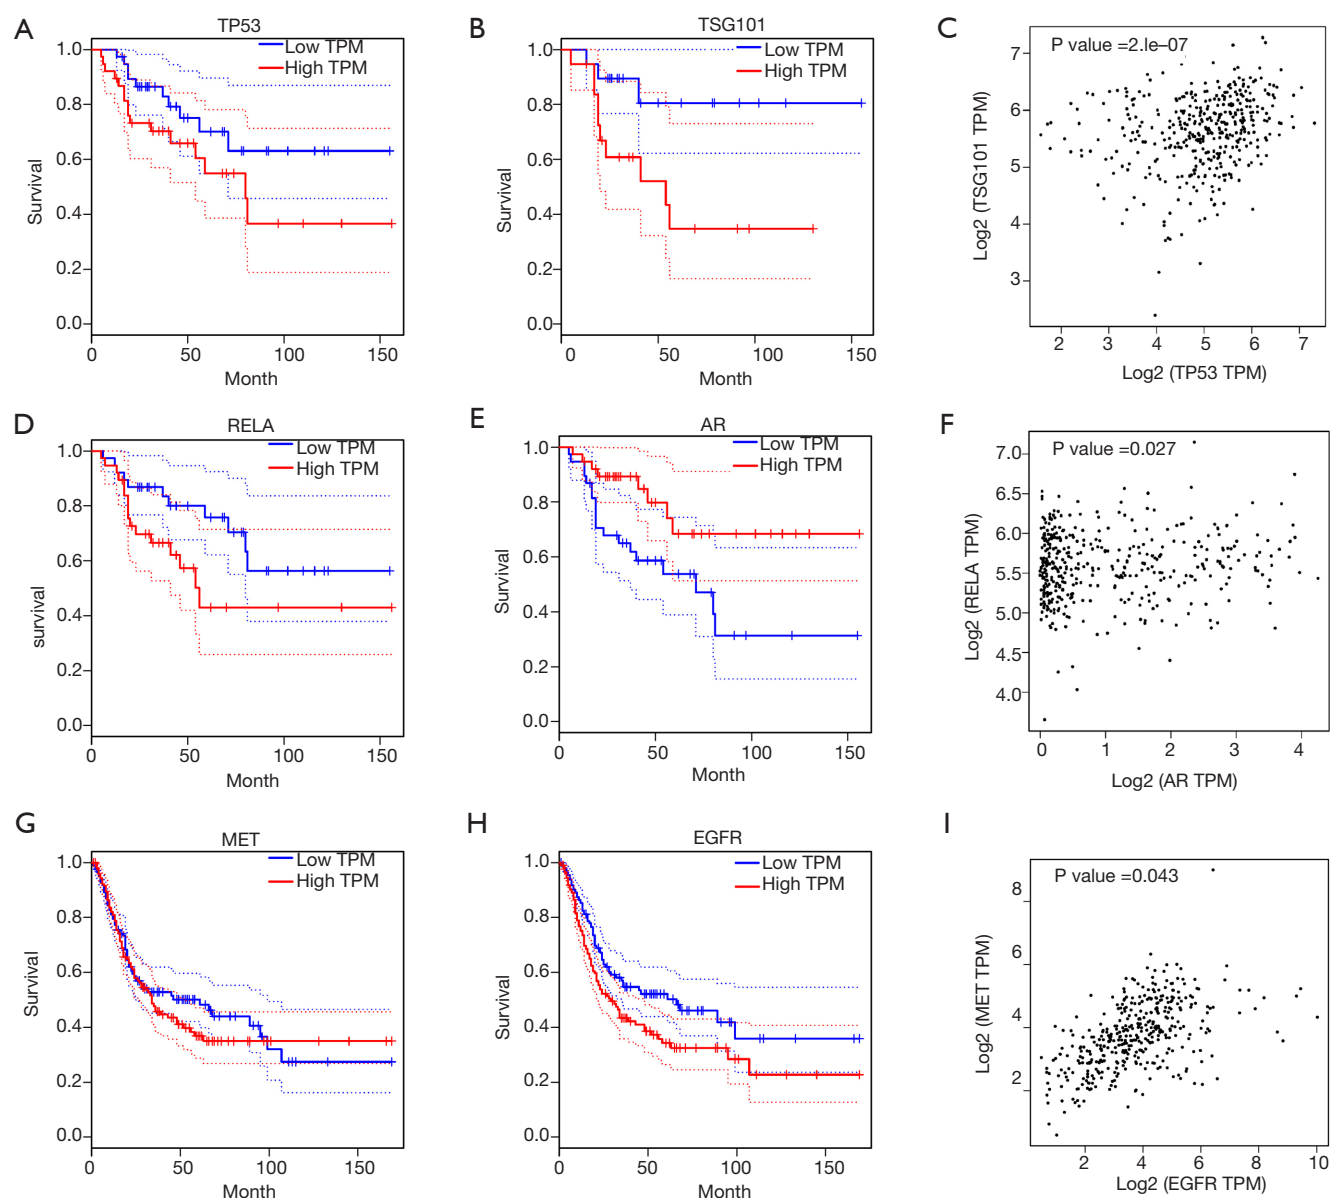 A
TP53
Low TPM
High TPM
1.0
0.8
0.6
0.4
0.2
0.0
Survival
0 50 100 150
Month
B
TSG101
Low TPM
High TPM
1.0
0.8
0.6
0.4
0.2
0.0
Survival
0 50 100 150
Month
C
P value =2.le–07
7
6
5
4
3
Log2 (TSG101 TPM)
2 3 4 5 6 7
Log2 (TP53 TPM)
D
RELA
Low TPM
High TPM
1.0
0.8
0.6
0.4
0.2
0.0
survival
0 50 100 150
Month
E
AR
Low TPM
High TPM
1.0
0.8
0.6
0.4
0.2
0.0
Survival
0 50 100 150
Month
F
P value =0.027
7.0
6.5
6.0
5.5
5.0
4.5
4.0
Log2 (RELA TPM)
0 1 2 3 4
Log2 (AR TPM)
G
MET
Low TPM
High TPM
1.0
0.8
0.6
0.4
0.2
0.0
Survival
0 50 100 150
Month
H
EGFR
Low TPM
High TPM
1.0
0.8
0.6
0.4
0.2
0.0
Survival
0 50 100 150
Month
I
P value =0.043
8
6
4
2
Log2 (MET TPM)
2 4 6 8 10
Log2 (EGFR TPM)